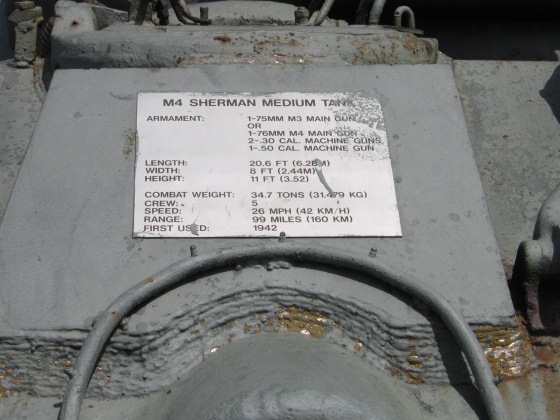 M4 SHERMAN MEDIUM TANK
ARMAMENT: 1-75MM M3 MAIN GUN
OR
1-76MM M4 MAIN GUN
2-.30 CAL. MACHINE GUNS
1-.50 CAL. MACHINE GUN
LENGTH: 20.6 FT (6.28M)
WIDTH: 8 FT (2.44M)
HEIGHT: 11 FT (3.52)
COMBAT WEIGHT: 34.7 TONS (31.479 KG)
CREW: 5
SPEED: 26 MPH (42 KM/H)
RANGE: 99 MILES (160 KM)
FIRST USED: 1942